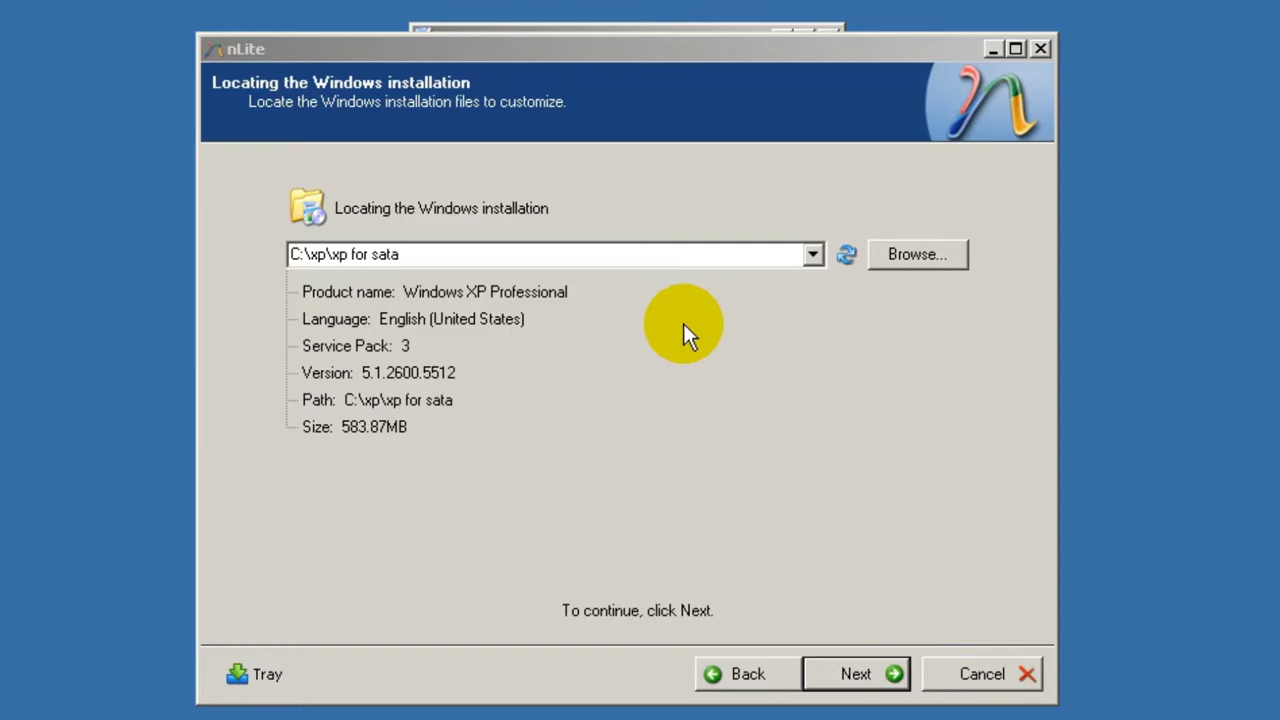 nLite
Locating the Windows installation
Locate the Windows installation files to customize.
Locating the Windows installation
C:\xp\xp for sata
Browse...
Product name: Windows XP Professional
Language: English (United States)
Service Pack: 3
Version: 5.1.2600.5512
Path: C:\xp\xp for sata
Size: 583.87MB
To continue, click Next.
Tray
Back
Next
Cancel